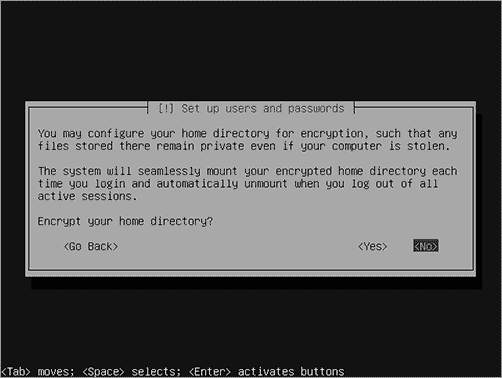 [!] Set up users and passwords
You may configure your home directory for encryption, such that any
files stored there remain private even if your computer is stolen.
The system will seamlessly mount your encrypted home directory each
time you login and automatically unmount when you log out of all
active sessions.
Encrypt your home directory?
<Go Back> <Yes> <No>
<Tab> moves; <Space> selects; <Enter> activates buttons